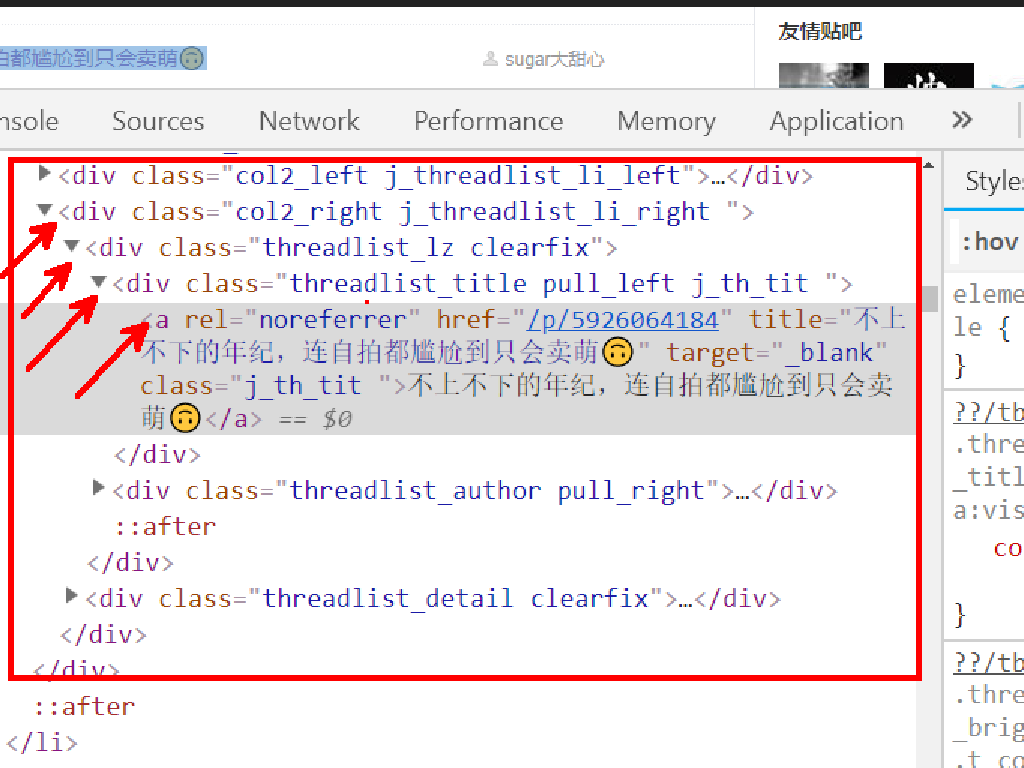 友情贴吧
拍都尴尬到只会卖萌🙃
sugar大甜心
nsole Sources Network Performance Memory Application »
<div class="col2_left j_threadlist_li_left">…</div>
Styles
<div class="col2_right j_threadlist_li_right ">
:hov
<div class="threadlist_lz clearfix">
<div class="threadlist_title pull_left j_th_tit ">
<a rel="noreferrer" href="/p/5926064184" title="不上
不下的年纪，连自拍都尴尬到只会卖萌🙃" target="_blank"
class="j_th_tit ">不上不下的年纪，连自拍都尴尬到只会卖
萌🙃</a> == $0
</div>
<div class="threadlist_author pull_right">…</div>
::after
</div>
<div class="threadlist_detail clearfix">…</div>
</div>
</div>
::after
</li>
eleme
le {
}
??/tb
.thre
_titl
a:vis
co
}
??/tb
.thre
_brig
.t_co